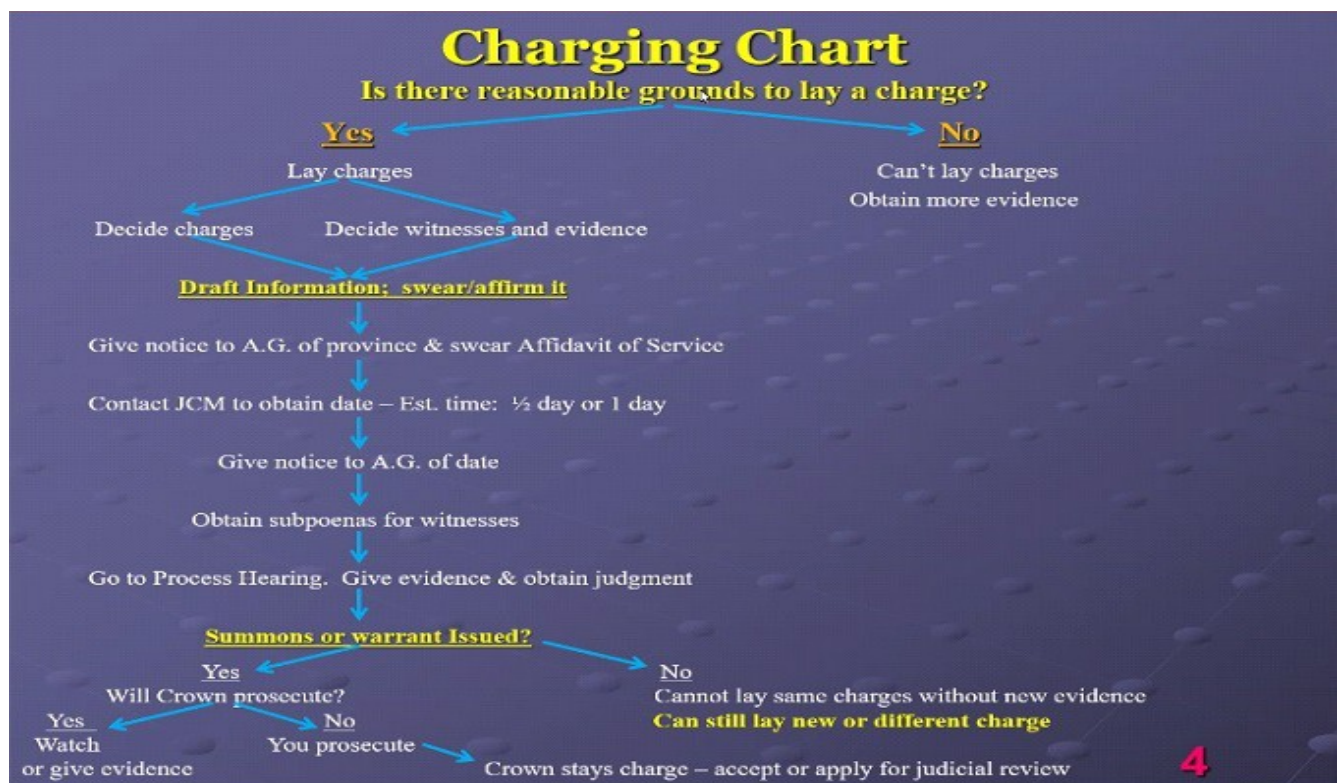 Charging Chart
Is there reasonable grounds to lay a charge?
Yes
No
Lay charges
Can't lay charges
Obtain more evidence
Decide charges
Decide witnesses and evidence
Draft Information; swear/affirm it
Give notice to A.G. of province & swear Affidavit of Service
Contact JCM to obtain date – Est. time: ½ day or 1 day
Give notice to A.G. of date
Obtain subpoenas for witnesses
Go to Process Hearing. Give evidence & obtain judgment
Summons or warrant Issued?
Yes
No
Will Crown prosecute?
Cannot lay same charges without new evidence
Can still lay new or different charge
Yes
No
Watch
or give evidence
You prosecute
Crown stays charge – accept or apply for judicial review
4